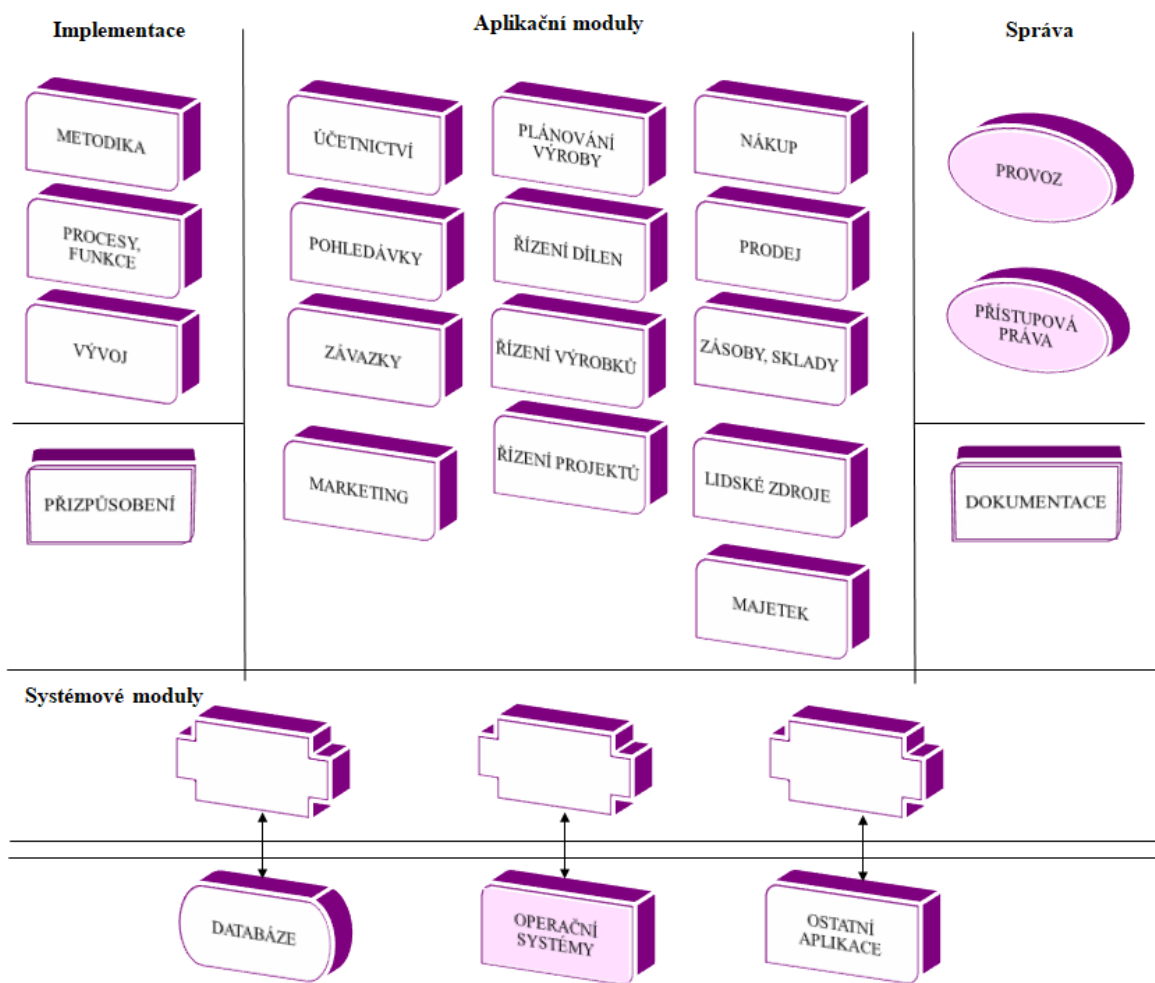 Implementace
Aplikační moduly
Správa
METODIKA
PROCESY,
FUNKCE
VÝVOJ
PŘIZPŮSOBENÍ
ÚČETNICTVÍ
POHLEDÁVKY
ZÁVAZKY
MARKETING
PLÁNOVÁNÍ
VÝROBY
ŘÍZENÍ DÍLEN
ŘÍZENÍ VÝROBKŮ
ŘÍZENÍ PROJEKTŮ
NÁKUP
PRODEJ
ZÁSOBY, SKLADY
LIDSKÉ ZDROJE
MAJETEK
PROVOZ
PŘÍSTUPOVÁ
PRÁVA
DOKUMENTACE
Systémové moduly
DATABÁZE
OPERAČNÍ
SYSTÉMY
OSTATNÍ
APLIKACE